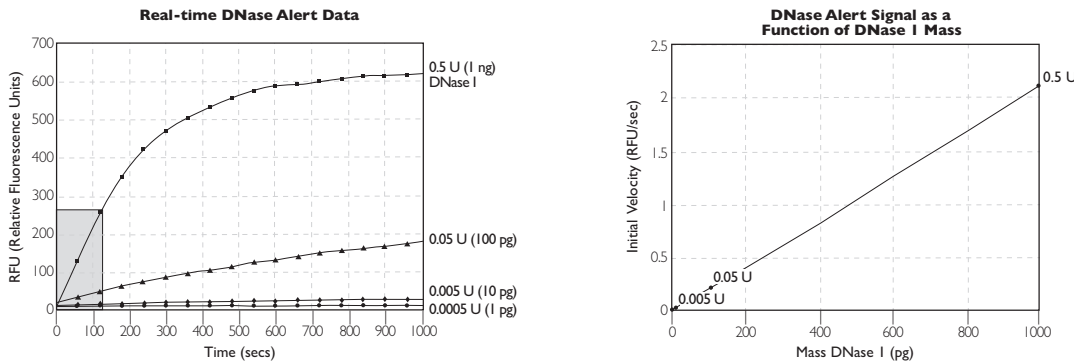 Real-time DNase Alert Data
RFU (Relative Fluorescence Units)
700
600
500
400
300
200
100
0
0 100 200 300 400 500 600 700 800 900 1000
Time (secs)
0.5 U (1 ng)
DNase I
0.05 U (100 pg)
0.005 U (10 pg)
0.0005 U (1 pg)
DNase Alert Signal as a
Function of DNase 1 Mass
Initial Velocity (RFU/sec)
2.5
2
1.5
1
0.5
0
0 200 400 600 800 1000
Mass DNase 1 (pg)
0.5 U
0.05 U
0.005 U